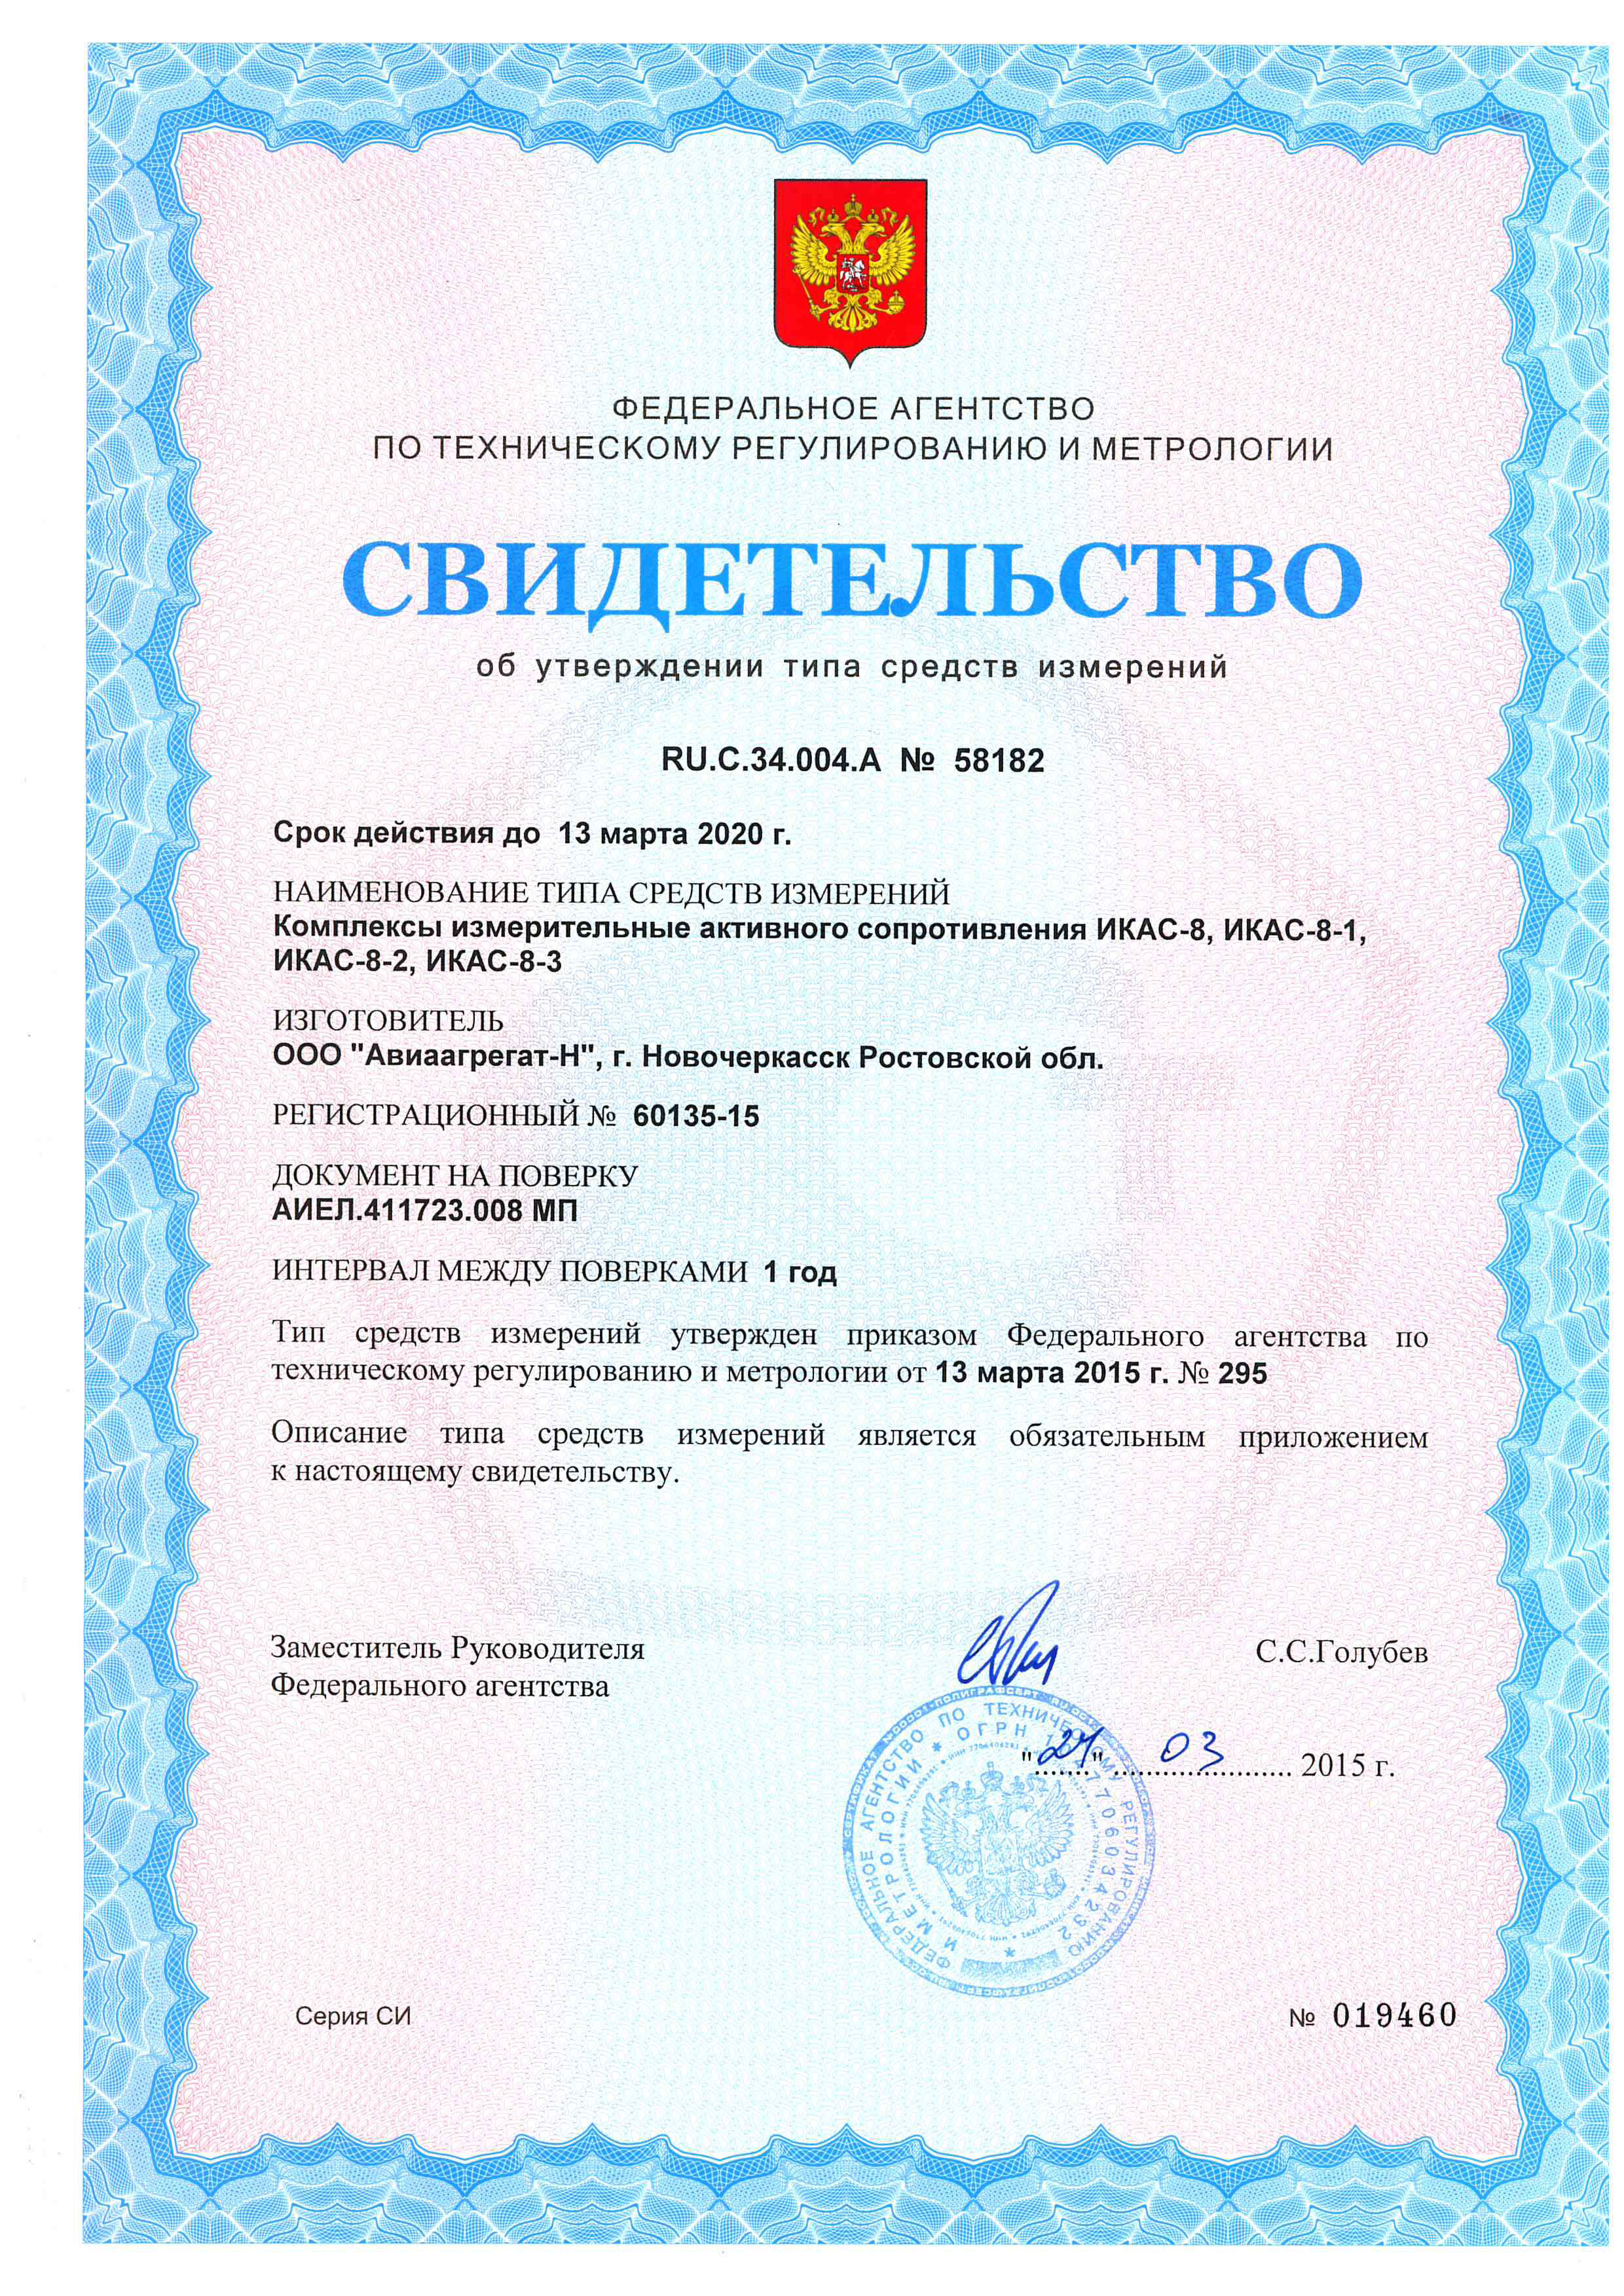 ФЕДЕРАЛЬНОЕ АГЕНТСТВО
ПО ТЕХНИЧЕСКОМУ РЕГУЛИРОВАНИЮ И МЕТРОЛОГИИ
СВИДЕТЕЛЬСТВО
об утверждении типа средств измерений
RU.C.34.004.A № 58182
Срок действия до 13 марта 2020 г.
НАИМЕНОВАНИЕ ТИПА СРЕДСТВ ИЗМЕРЕНИЙ
Комплексы измерительные активного сопротивления ИКАС-8, ИКАС-8-1,
ИКАС-8-2, ИКАС-8-3
ИЗГОТОВИТЕЛЬ
ООО "Авиаагрегат-Н", г. Новочеркасск Ростовской обл.
РЕГИСТРАЦИОННЫЙ № 60135-15
ДОКУМЕНТ НА ПОВЕРКУ
АИЕЛ.411723.008 МП
ИНТЕРВАЛ МЕЖДУ ПОВЕРКАМИ 1 год
Тип средств измерений утвержден приказом Федерального агентства по
техническому регулированию и метрологии от 13 марта 2015 г. № 295
Описание типа средств измерений является обязательным приложением
к настоящему свидетельству.
Заместитель Руководителя
Федерального агентства
С.С.Голубев
ФЕДЕРАЛЬНОЕ АГЕНТСТВО ПО ТЕХНИЧЕСКОМУ РЕГУЛИРОВАНИЮ
И МЕТРОЛОГИИ * ОГРН 1047706034232 *
"........" 03 2015 г.
Серия СИ
№ 019460